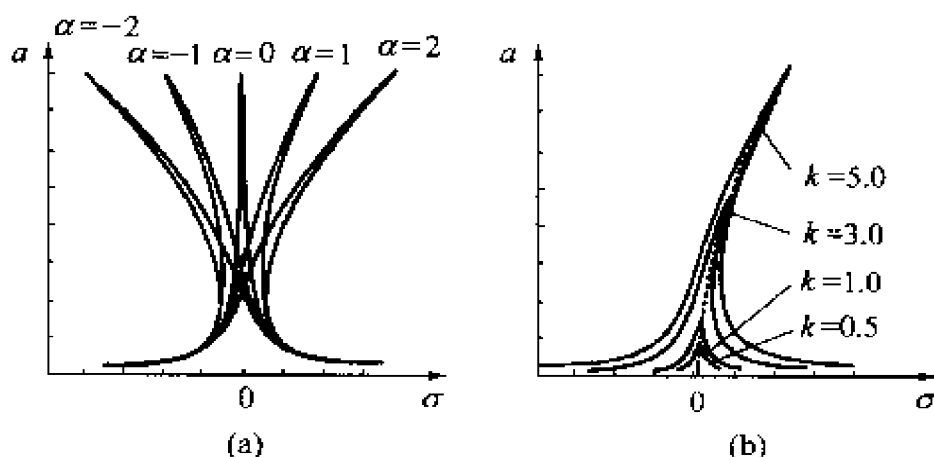 α=-2
a
α=-1 α=0 α=1 α=2
0
σ
(a)
a
k=5.0
k=3.0
k=1.0
k=0.5
0
σ
(b)